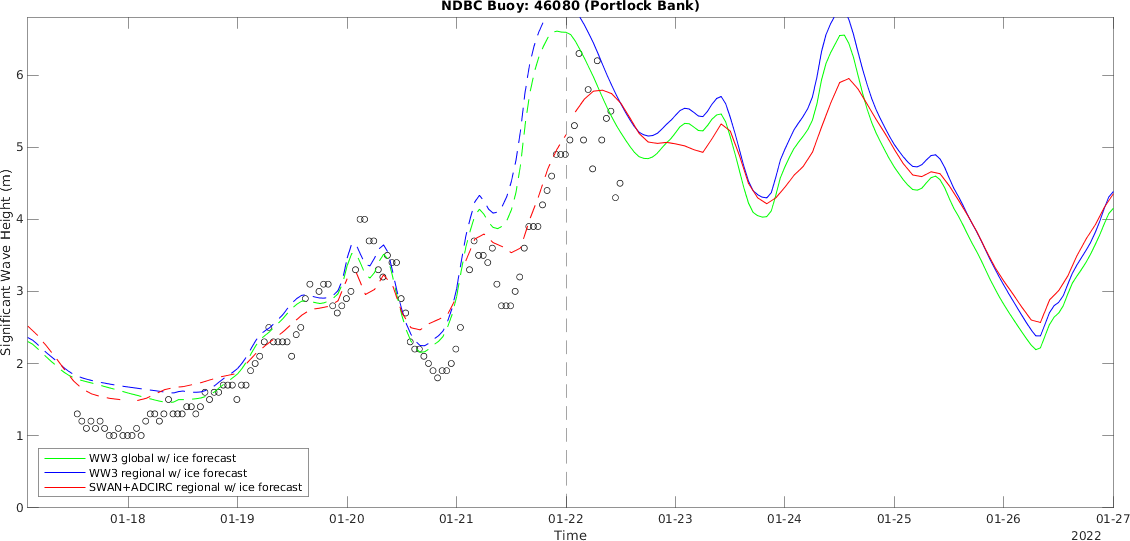 NDBC Buoy: 46080 (Portlock Bank)
Significant Wave Height (m)
6
5
4
3
2
1
0
WW3 global w/ ice forecast
WW3 regional w/ ice forecast
SWAN+ADCIRC regional w/ ice forecast
01-18 01-19 01-20 01-21 01-22 01-23 01-24 01-25 01-26 01-27
Time
2022